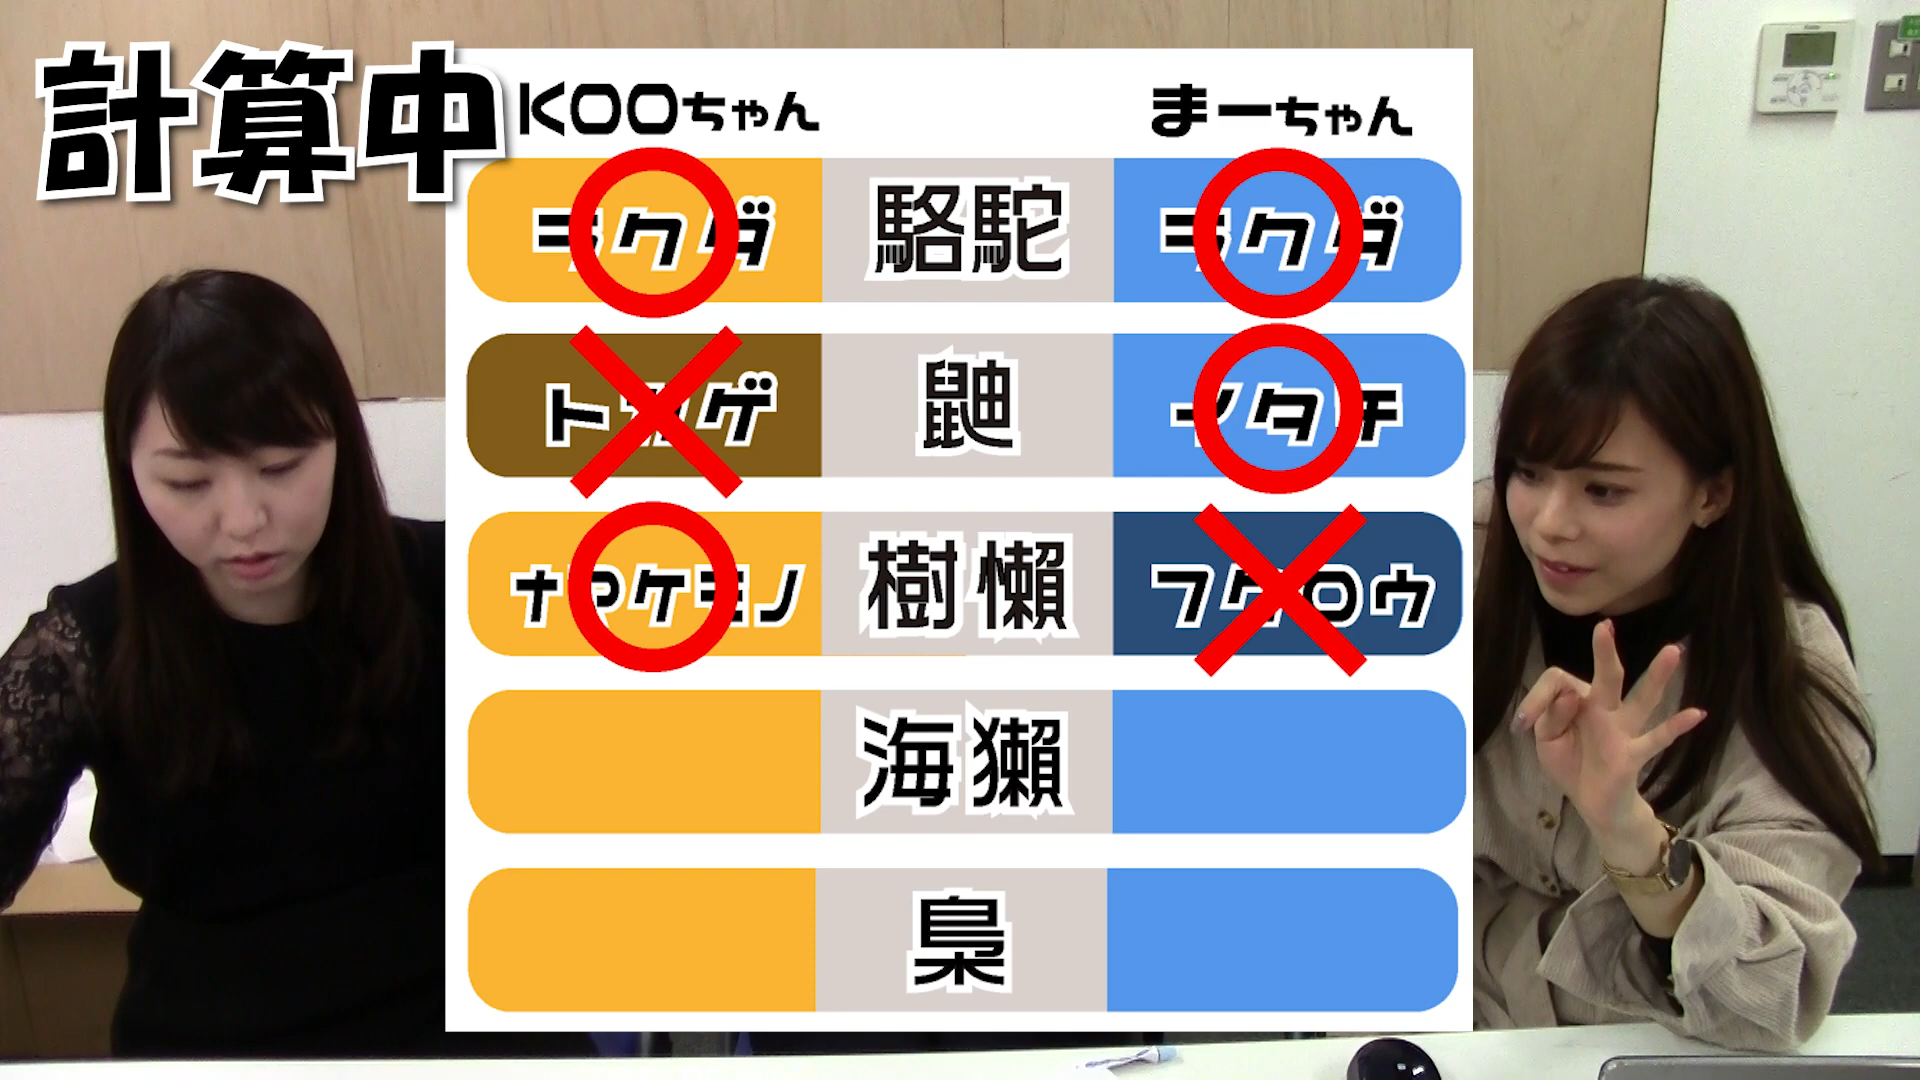 計算中
KOOちゃん
まーちゃん
ラクダ 駱駝 ラクダ
トカゲ 鼬 イタチ
ナマケモノ 樹懶 フクロウ
海獺
梟